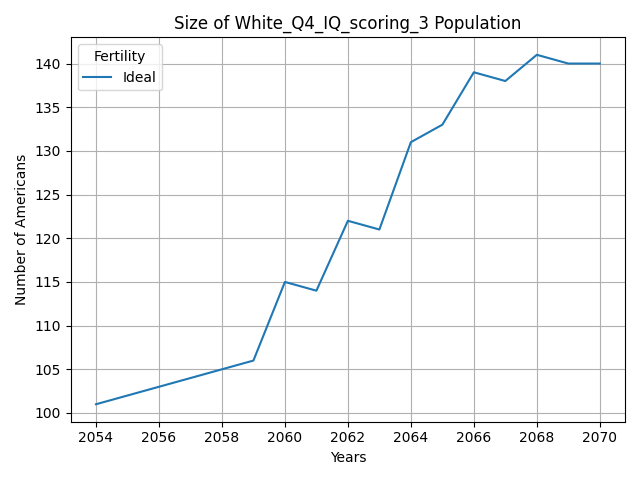 Size of White_Q4_IQ_scoring_3 Population
Fertility
Ideal
Number of Americans
140
135
130
125
120
115
110
105
100
2054 2056 2058 2060 2062 2064 2066 2068 2070
Years